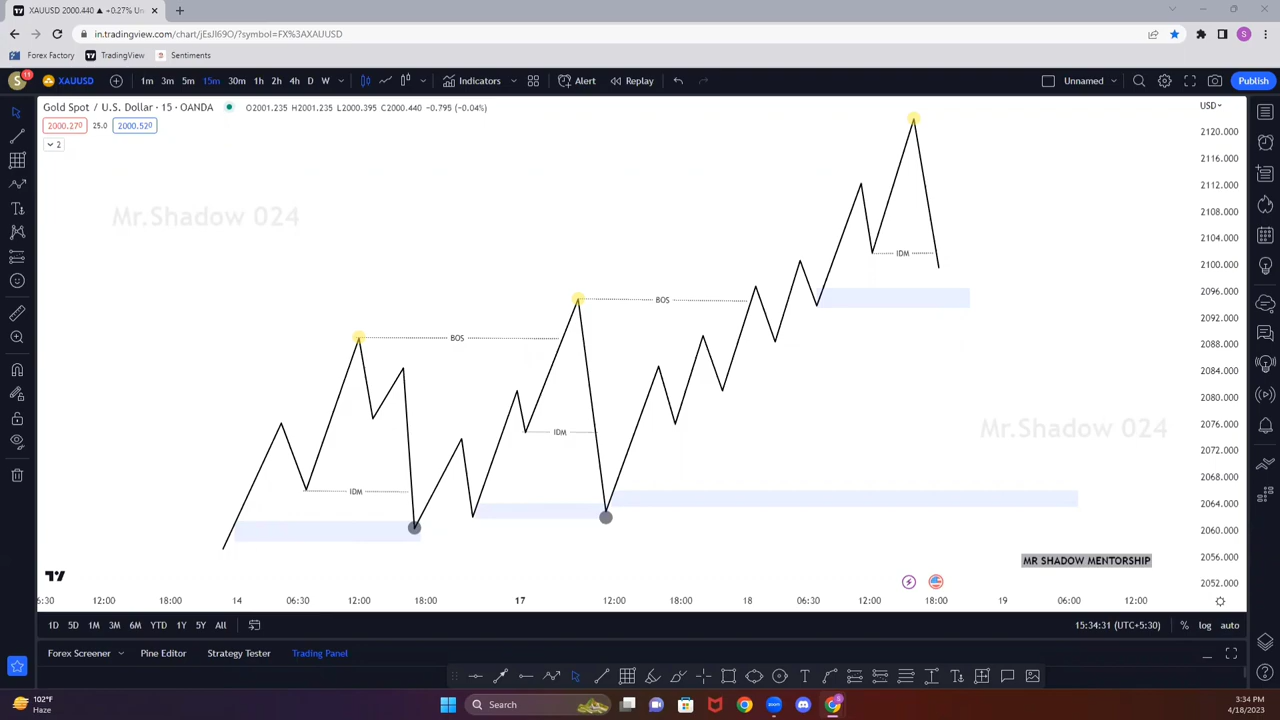 XAUUSD 2000.440 ▲ +0.27% Un
in.tradingview.com/chart/jEsJI69O/?symbol=FX%3AXAUUSD
S
Forex Factory TradingView Sentiments
S 11 XAUUSD 1m 3m 5m 15m 30m 1h 2h 4h D W Indicators Alert Replay Unnamed Publish
Gold Spot / U.S. Dollar · 15 · OANDA O2001.235 H2001.235 L2000.395 C2000.440 −0.795 (−0.04%) USD
2000.270 25.0 2000.520
2
2120.000
2116.000
2112.000
Mr.Shadow 024
2108.000
2104.000
IDM
2100.000
2096.000
BOS
2092.000
BOS
2088.000
2084.000
2080.000
Mr.Shadow 024
2076.000
IDM
2072.000
2068.000
IDM
2064.000
2060.000
MR SHADOW MENTORSHIP
2056.000
2052.000
6:30 12:00 18:00 14 06:30 12:00 18:00 17 12:00 18:00 18 06:30 12:00 18:00 19 06:00 12:00
1D 5D 1M 3M 6M YTD 1Y 5Y All 15:34:31 (UTC+5:30) % log auto
Forex Screener Pine Editor Strategy Tester Trading Panel
102°F
Haze
Search
zoom
3:34 PM
4/18/2023